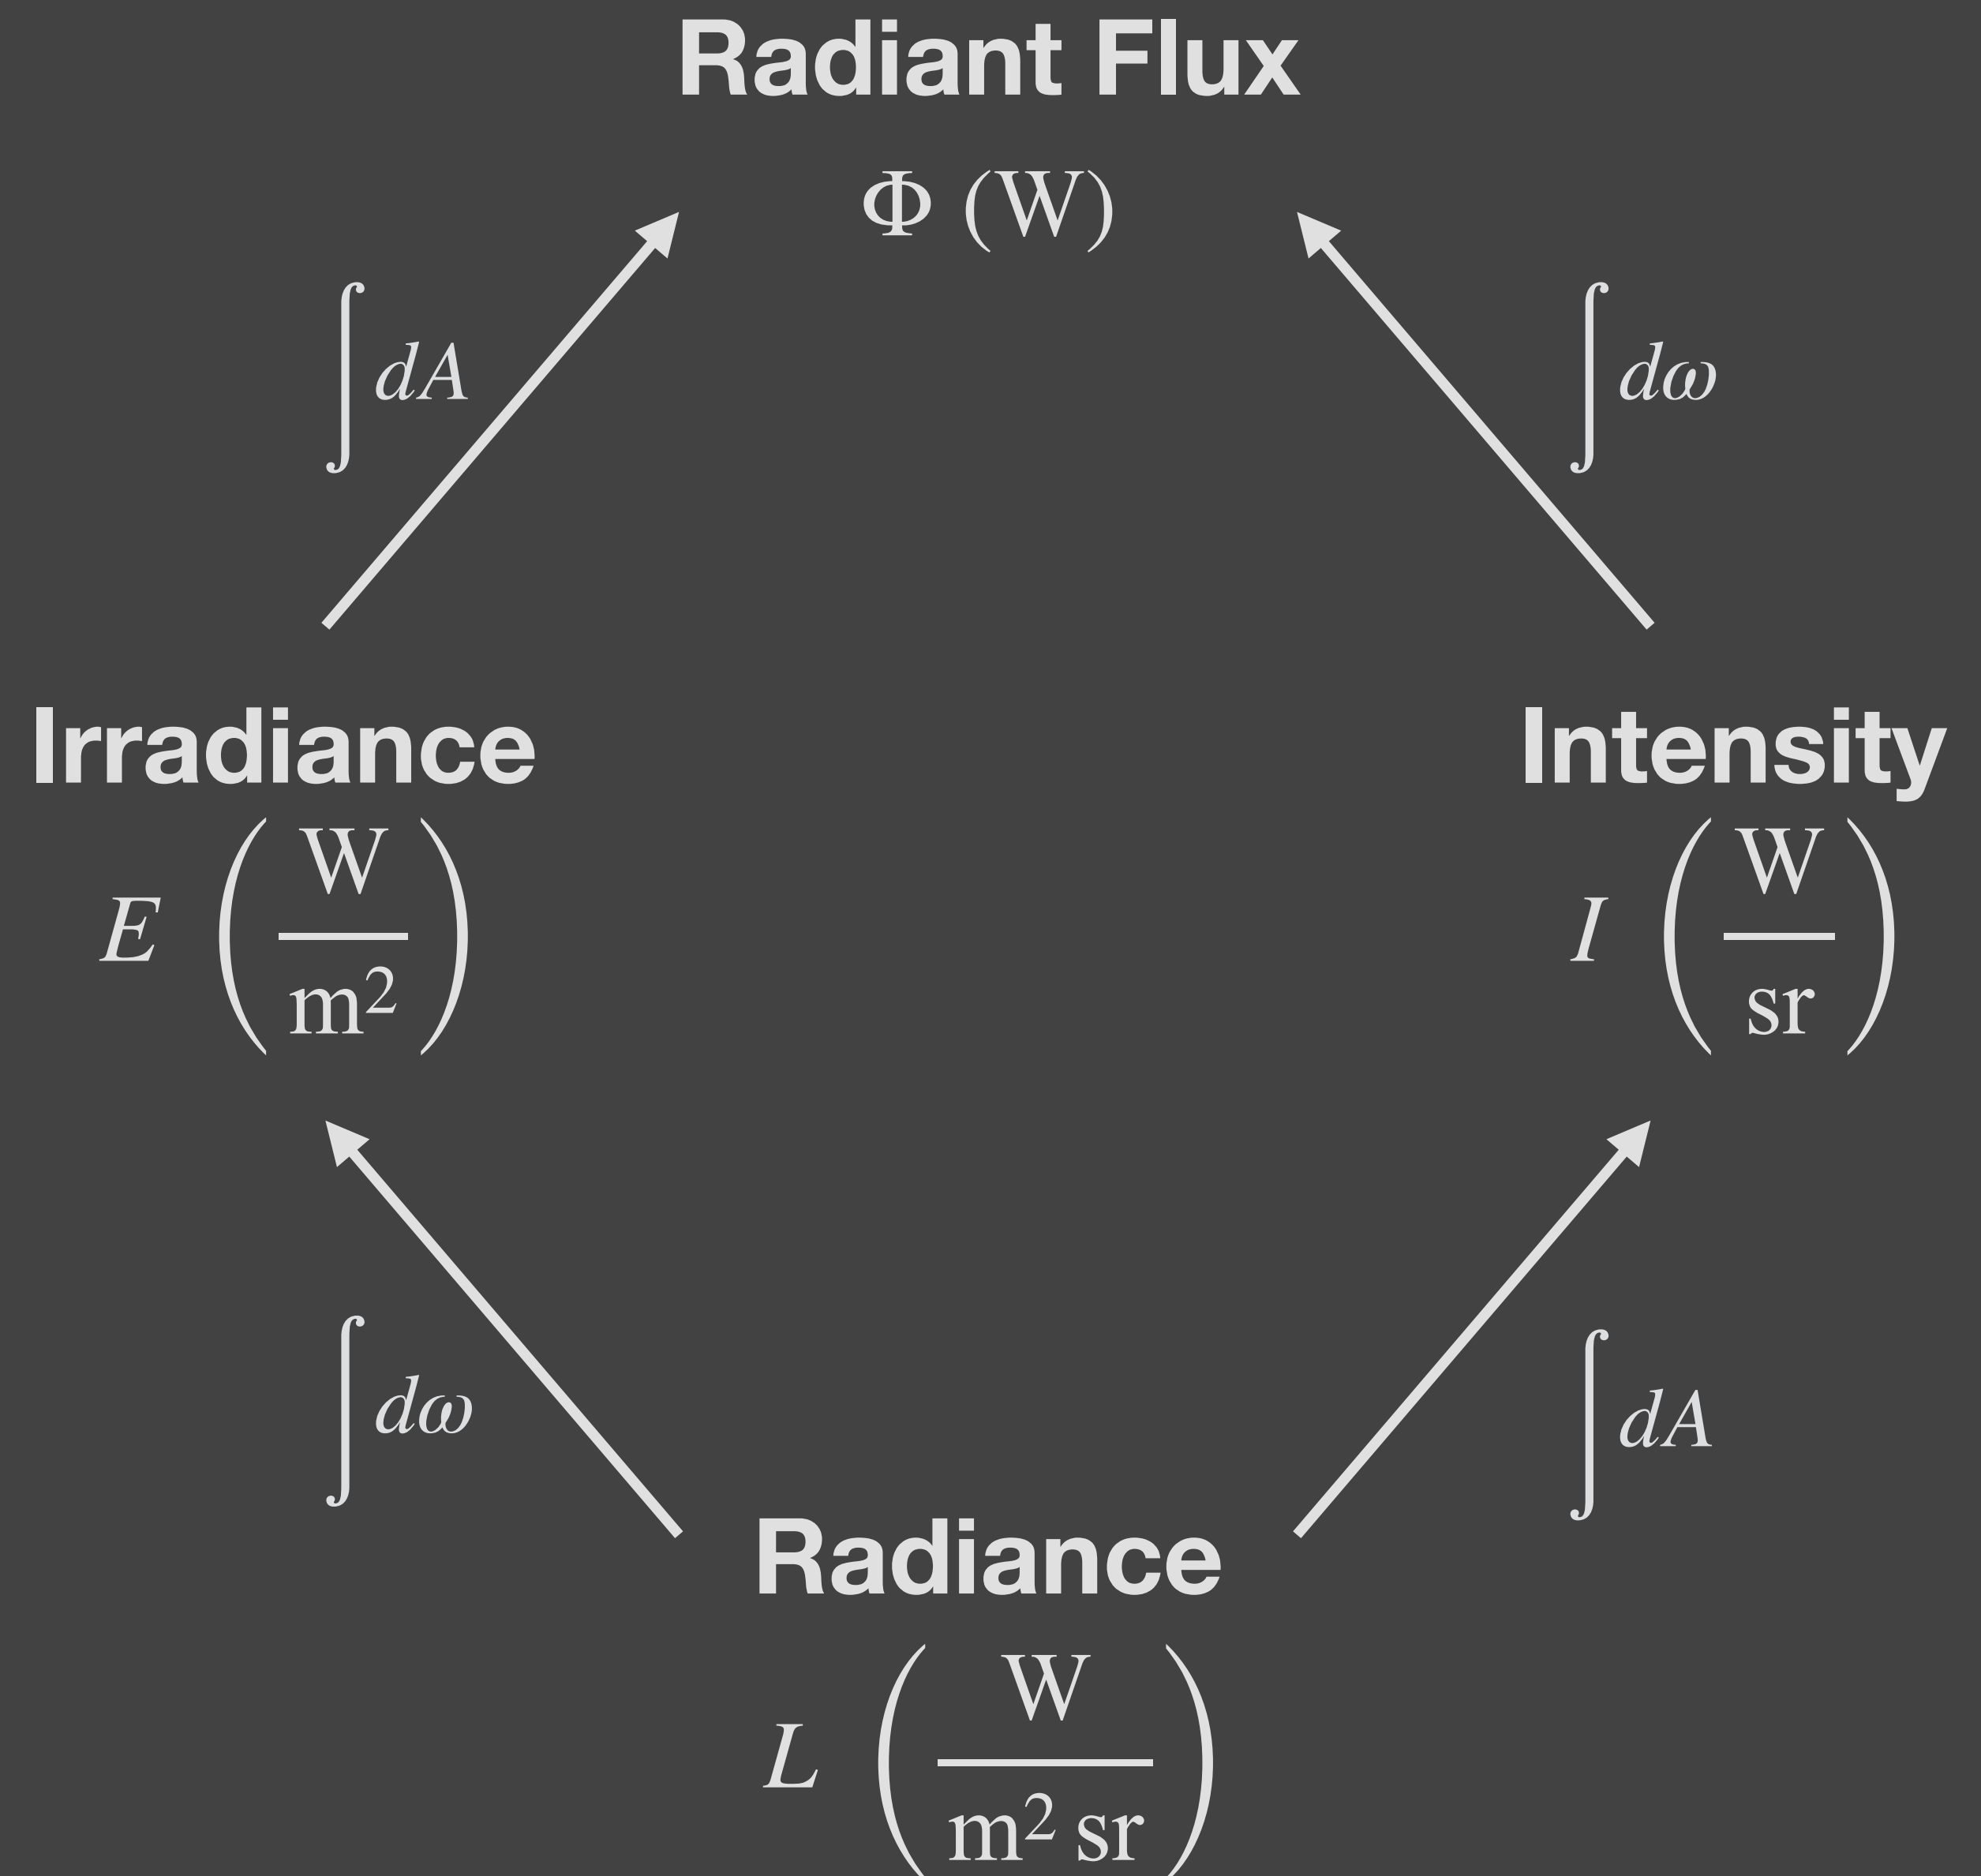 Radiant Flux
Φ (W)
∫ dA
∫ dω
Irradiance
Intensity
E (W / m²)
I (W / sr)
∫ dω
∫ dA
Radiance
L (W / m² sr)